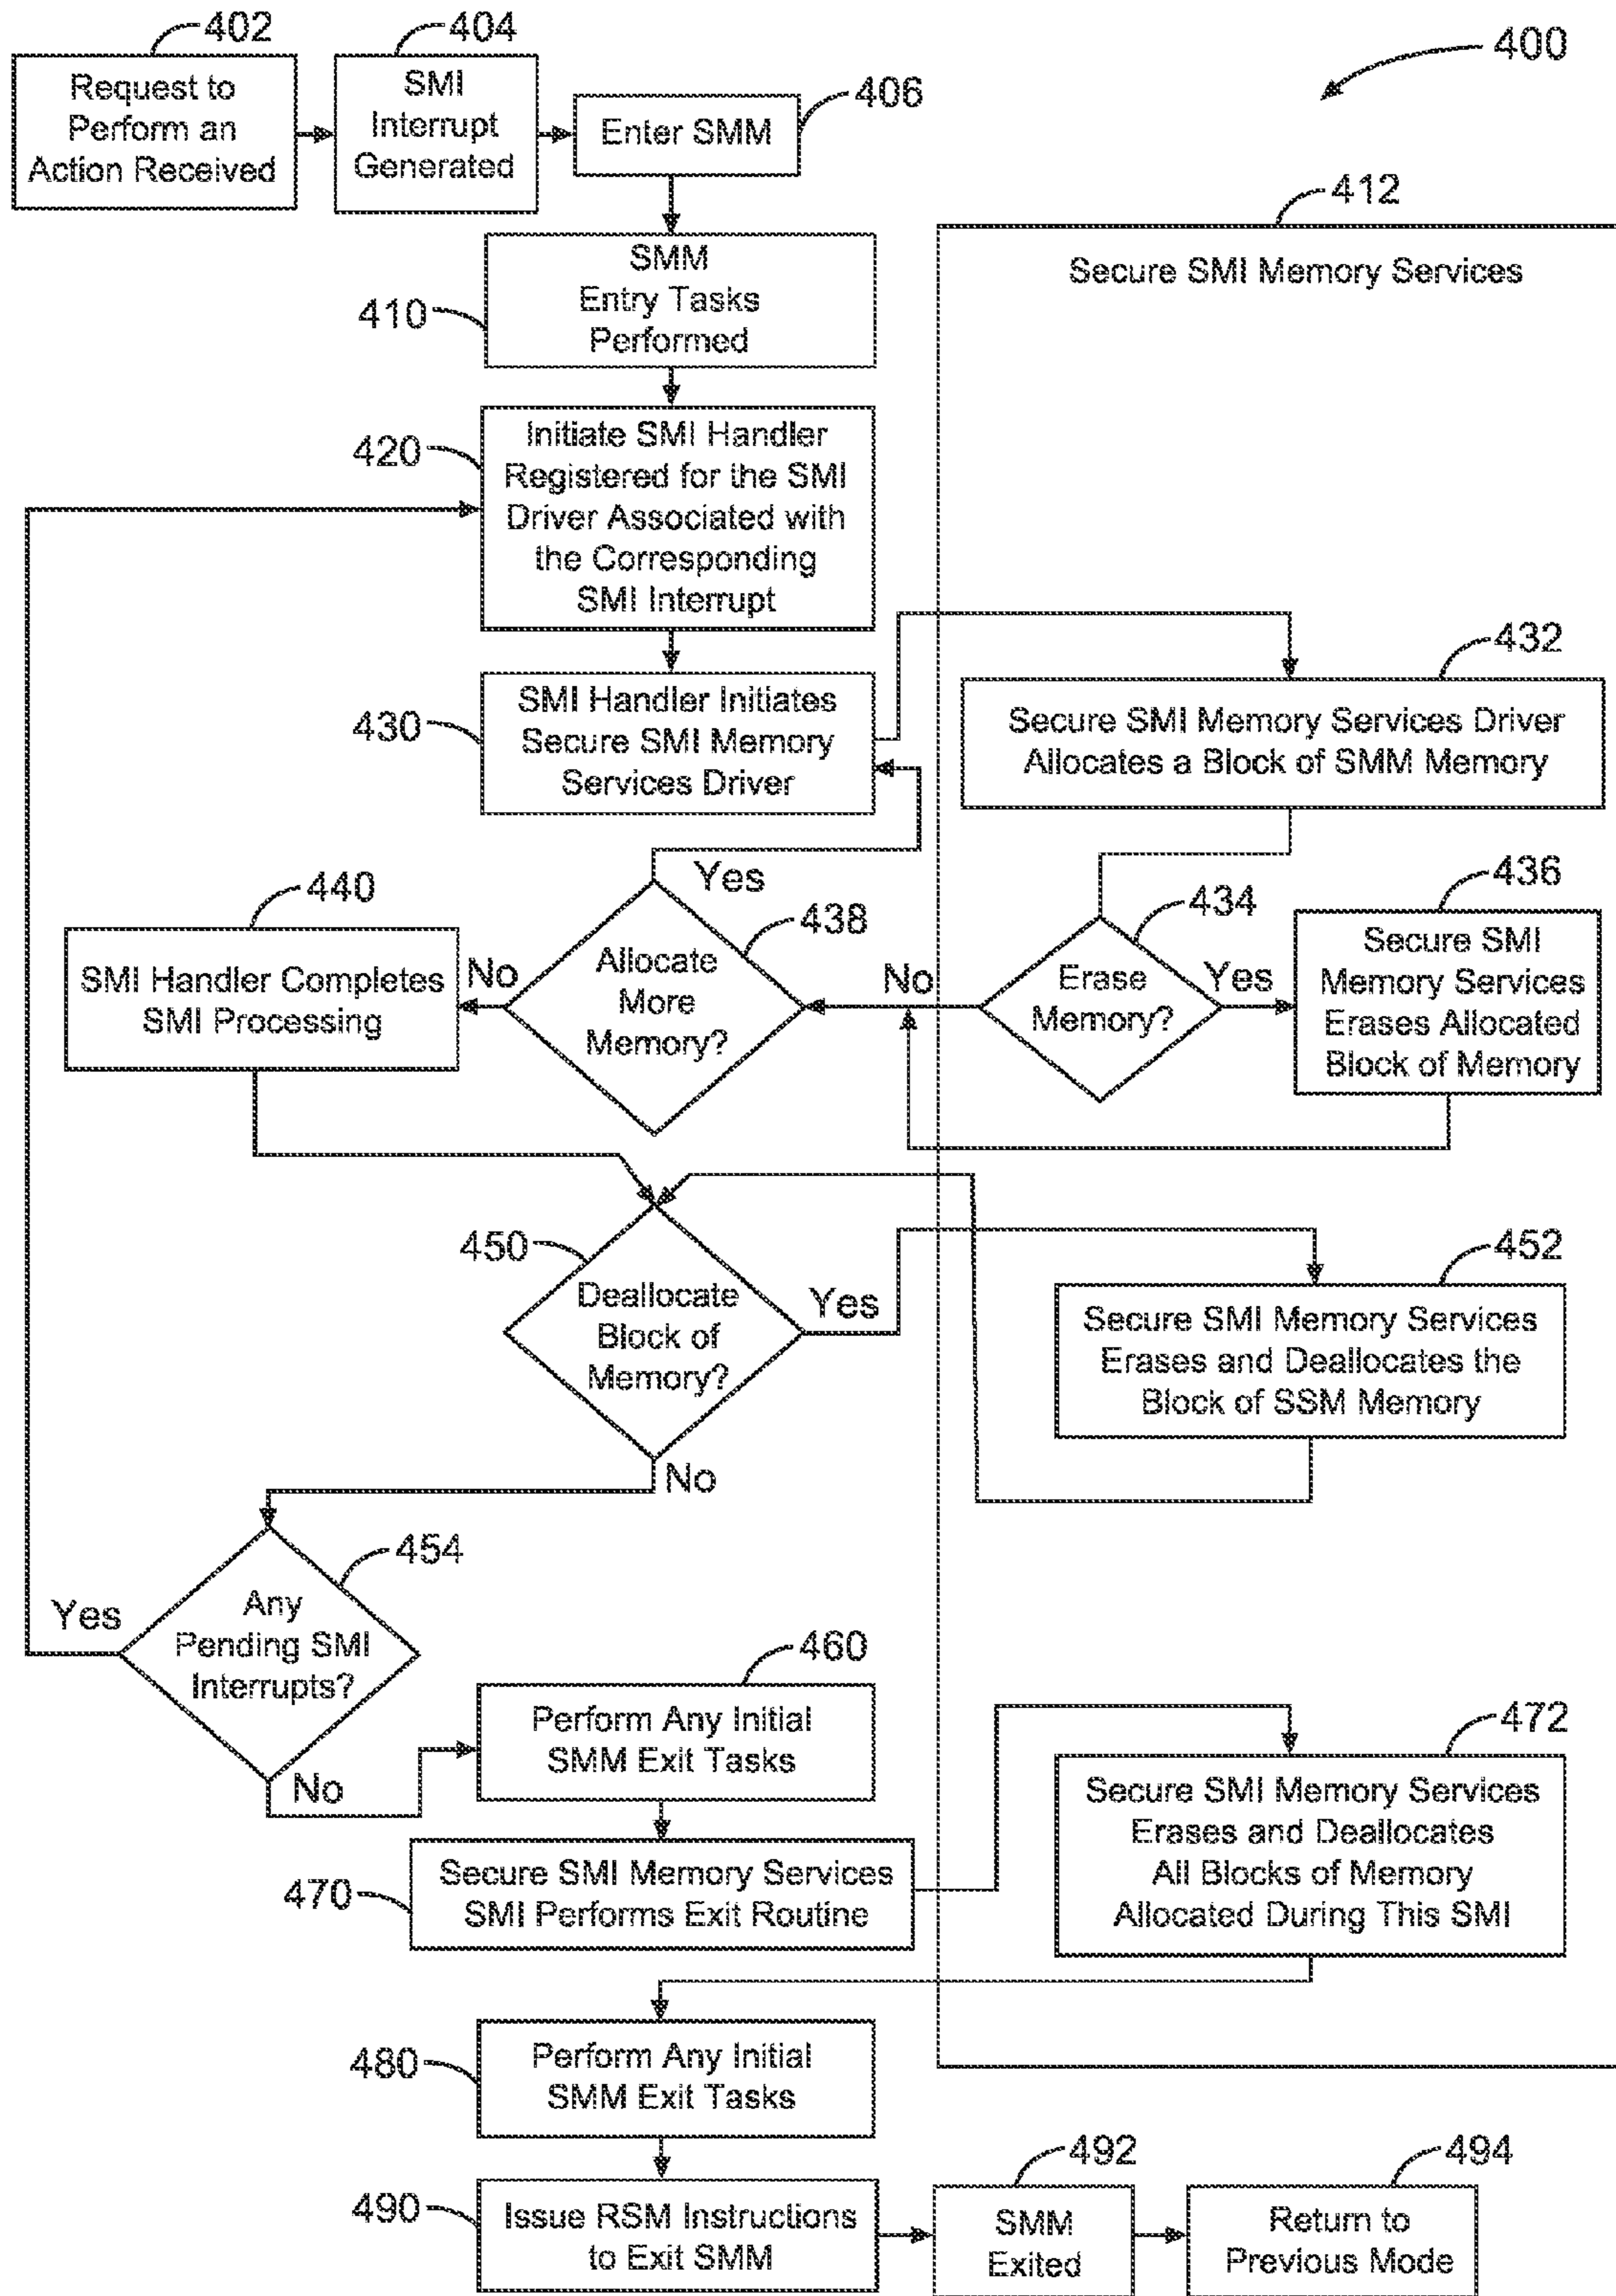 402
404
400
Request to
Perform an
Action Received
SMI
Interrupt
Generated
406
Enter SMM
412
Secure SMI Memory Services
410
SMM
Entry Tasks
Performed
420
Initiate SMI Handler
Registered for the SMI
Driver Associated with
the Corresponding
SMI Interrupt
430
SMI Handler Initiates
Secure SMI Memory
Services Driver
432
Secure SMI Memory Services Driver
Allocates a Block of SMM Memory
Yes
440
SMI Handler Completes
SMI Processing
No
438
Allocate
More
Memory?
No
434
Erase
Memory?
Yes
436
Secure SMI
Memory Services
Erases Allocated
Block of Memory
450
Deallocate
Block of
Memory?
Yes
452
Secure SMI Memory Services
Erases and Deallocates the
Block of SSM Memory
No
454
Yes
Any
Pending SMI
Interrupts?
No
460
Perform Any Initial
SMM Exit Tasks
470
Secure SMI Memory Services
SMI Performs Exit Routine
472
Secure SMI Memory Services
Erases and Deallocates
All Blocks of Memory
Allocated During This SMI
480
Perform Any Initial
SMM Exit Tasks
490
Issue RSM Instructions
to Exit SMM
492
SMM
Exited
494
Return to
Previous Mode